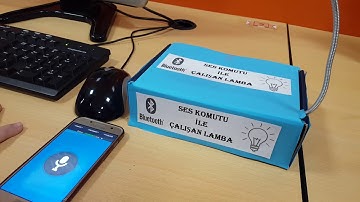 SES KOMUTU
İLE
ÇALIŞAN LAMBA
Bluetooth
SES KOMUTU
İLE
ÇALIŞAN LAMBA
Bluetooth